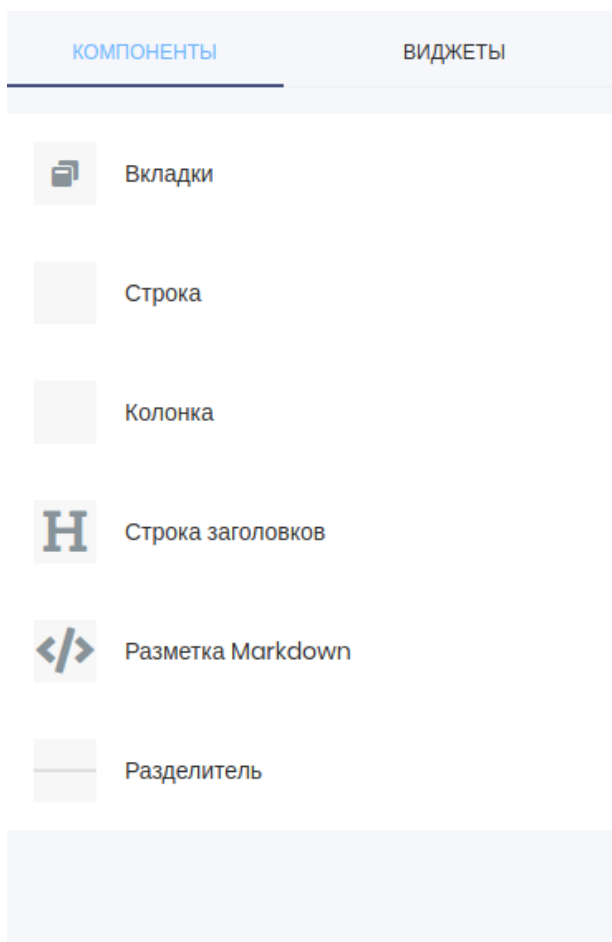 КОМПОНЕНТЫ ВИДЖЕТЫ
Вкладки
Строка
Колонка
H Строка заголовков
</> Разметка Markdown
Разделитель